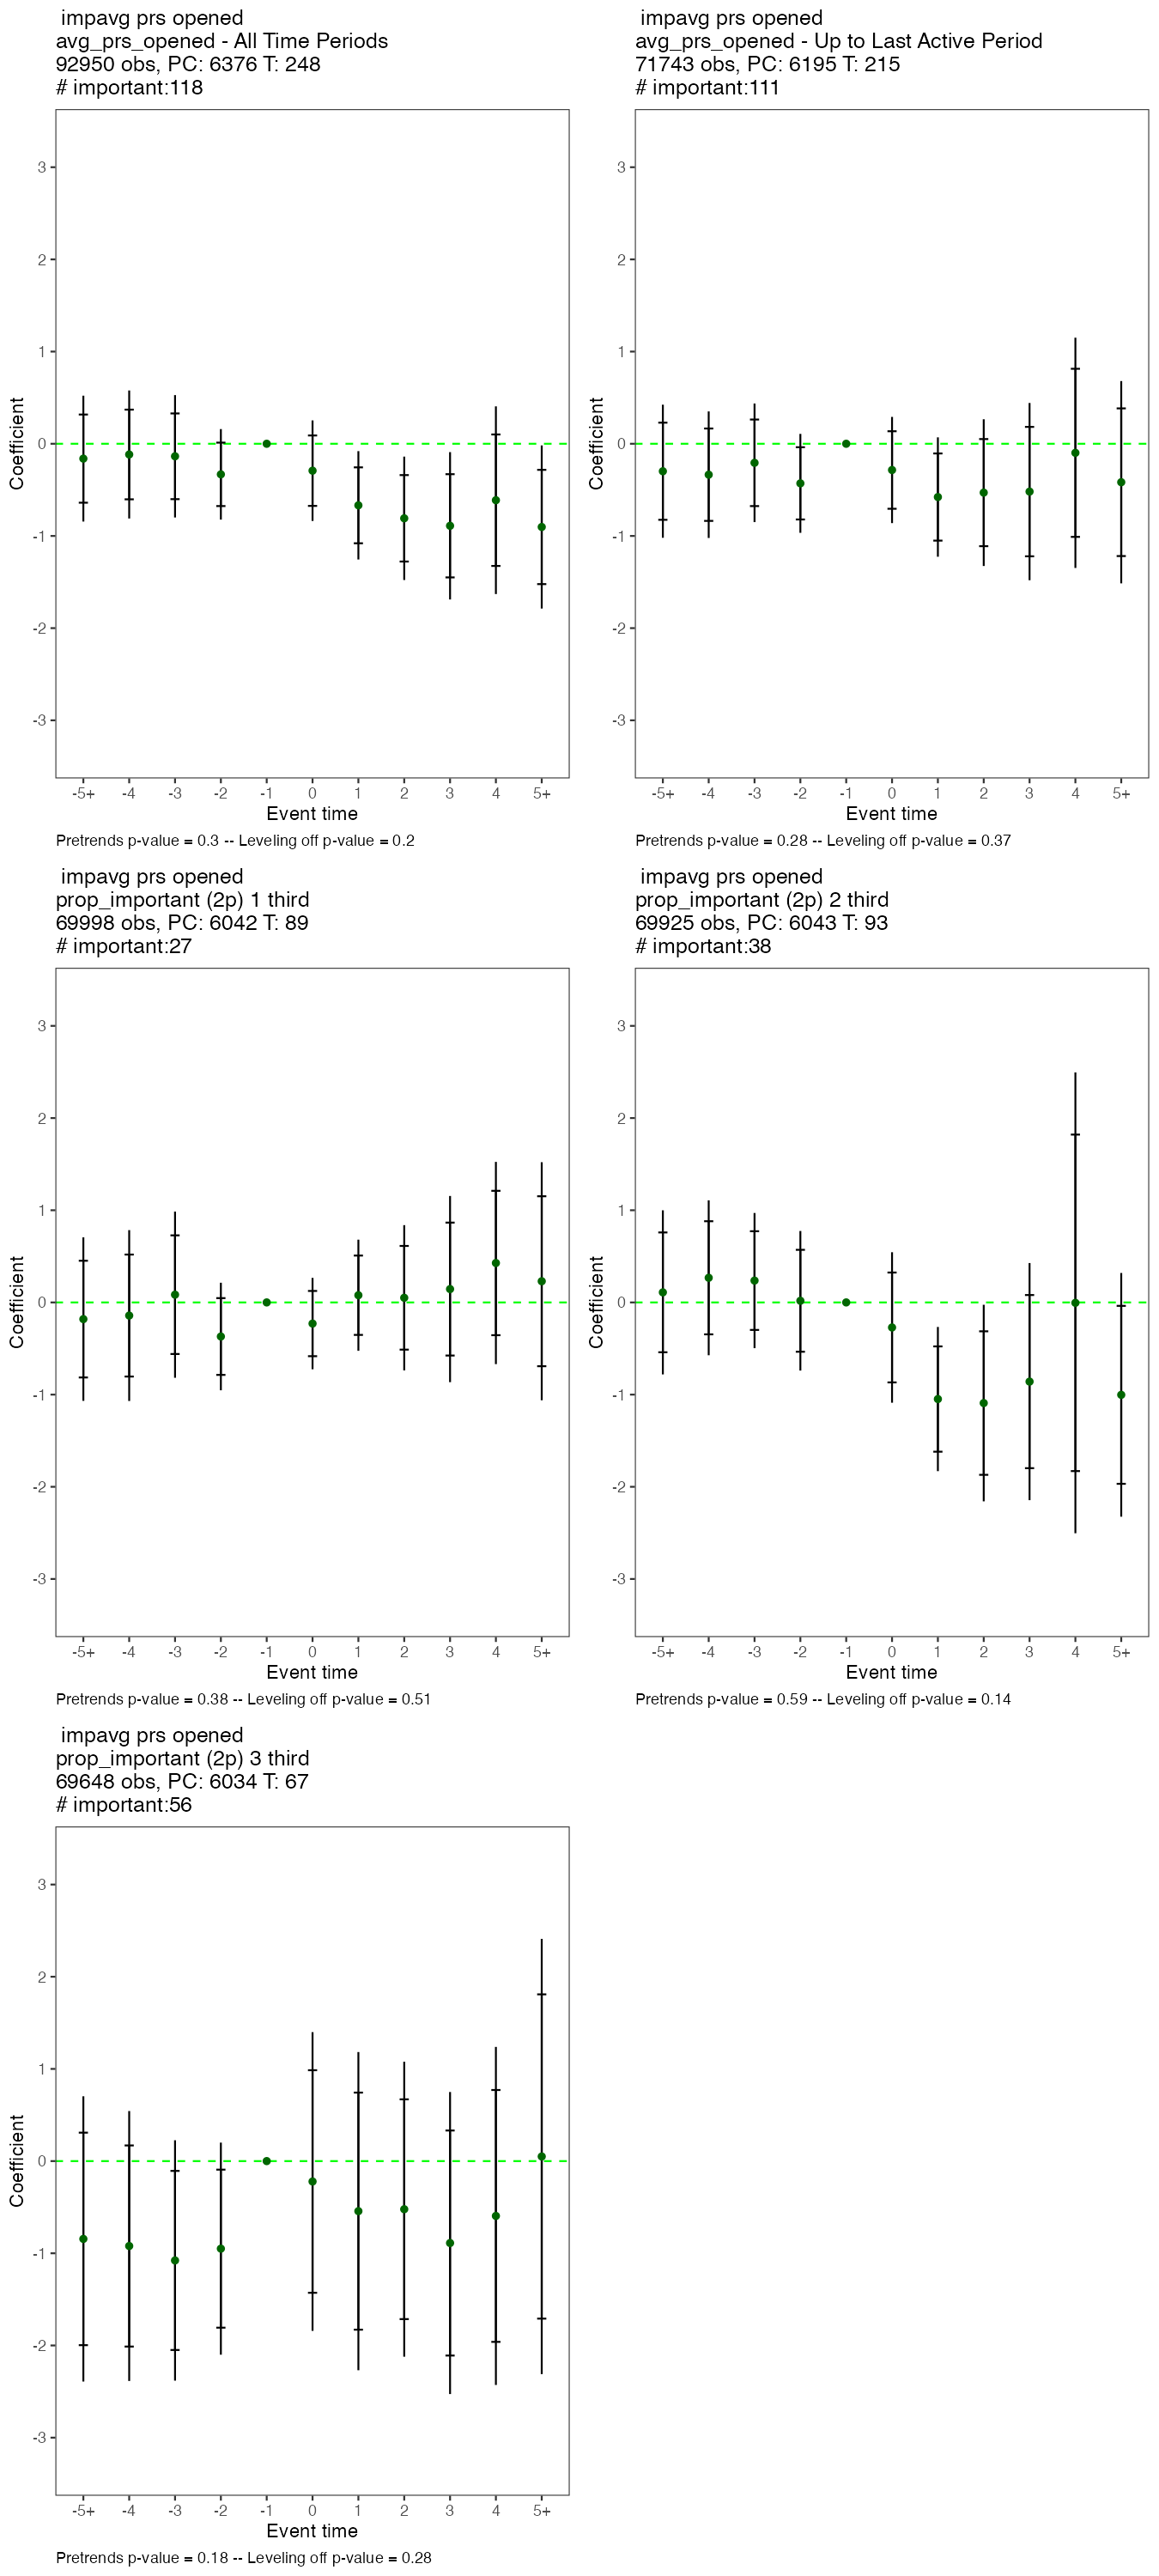 impavg prs opened
avg_prs_opened - All Time Periods
92950 obs, PC: 6376 T: 248
# important:118
3
2
1
0
-1
-2
-3
Coefficient
-5+ -4 -3 -2 -1 0 1 2 3 4 5+
Event time
Pretrends p-value = 0.3 -- Leveling off p-value = 0.2
impavg prs opened
avg_prs_opened - Up to Last Active Period
71743 obs, PC: 6195 T: 215
# important:111
3
2
1
0
-1
-2
-3
Coefficient
-5+ -4 -3 -2 -1 0 1 2 3 4 5+
Event time
Pretrends p-value = 0.28 -- Leveling off p-value = 0.37
impavg prs opened
prop_important (2p) 1 third
69998 obs, PC: 6042 T: 89
# important:27
3
2
1
0
-1
-2
-3
Coefficient
-5+ -4 -3 -2 -1 0 1 2 3 4 5+
Event time
Pretrends p-value = 0.38 -- Leveling off p-value = 0.51
impavg prs opened
prop_important (2p) 2 third
69925 obs, PC: 6043 T: 93
# important:38
3
2
1
0
-1
-2
-3
Coefficient
-5+ -4 -3 -2 -1 0 1 2 3 4 5+
Event time
Pretrends p-value = 0.59 -- Leveling off p-value = 0.14
impavg prs opened
prop_important (2p) 3 third
69648 obs, PC: 6034 T: 67
# important:56
3
2
1
0
-1
-2
-3
Coefficient
-5+ -4 -3 -2 -1 0 1 2 3 4 5+
Event time
Pretrends p-value = 0.18 -- Leveling off p-value = 0.28